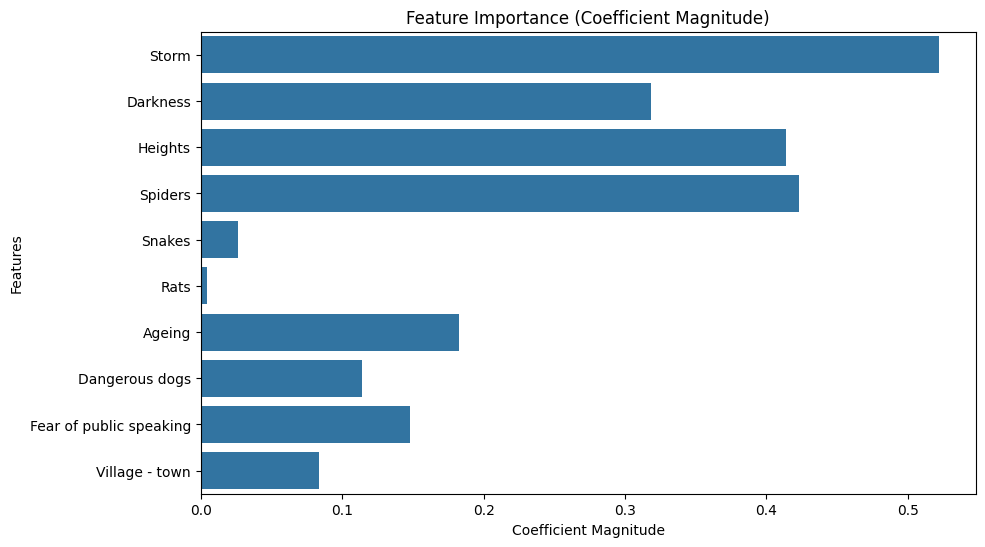 Feature Importance (Coefficient Magnitude)
Features
Storm
Darkness
Heights
Spiders
Snakes
Rats
Ageing
Dangerous dogs
Fear of public speaking
Village - town
0.0 0.1 0.2 0.3 0.4 0.5
Coefficient Magnitude